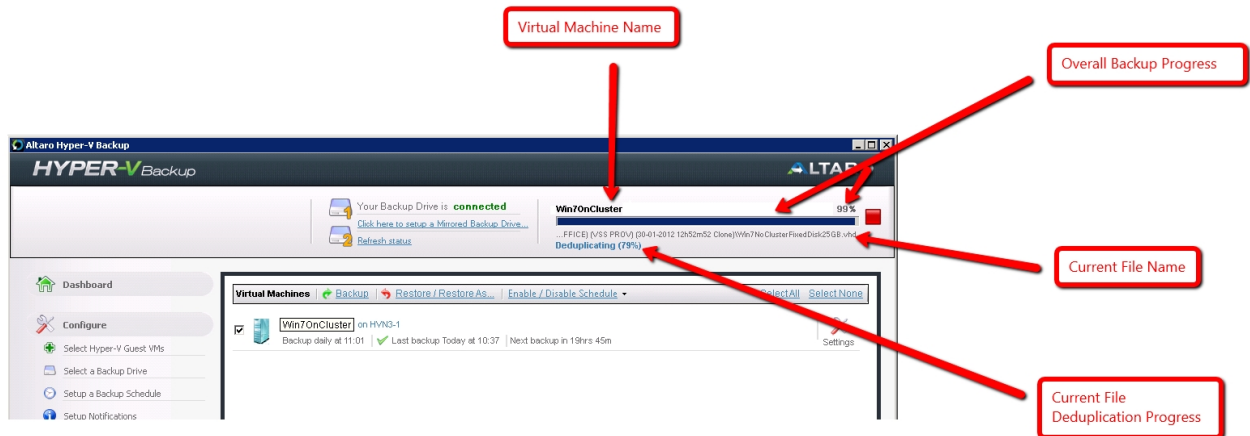 Virtual Machine Name
Overall Backup Progress
Altaro Hyper-V Backup
HYPER-V Backup
Your Backup Drive is connected
Click here to setup a Mirrored Backup Drive...
Refresh status
Win7OnCluster
99%
...FFICE) (VSS PROV) (30-01-2012 12h52m52 Clone)\Win7NoClusterFixedDisk25GB.vhd
Deduplicating (79%)
Current File Name
Dashboard
Virtual Machines
Backup
Restore / Restore As...
Enable / Disable Schedule
Select All
Select None
Configure
Win7OnCluster on HVN3-1
Backup daily at 11:01
Last backup Today at 10:37
Next backup in 19hrs 45m
Settings
Select Hyper-V Guest VMs
Select a Backup Drive
Setup a Backup Schedule
Setup Notifications
Current File
Deduplication Progress